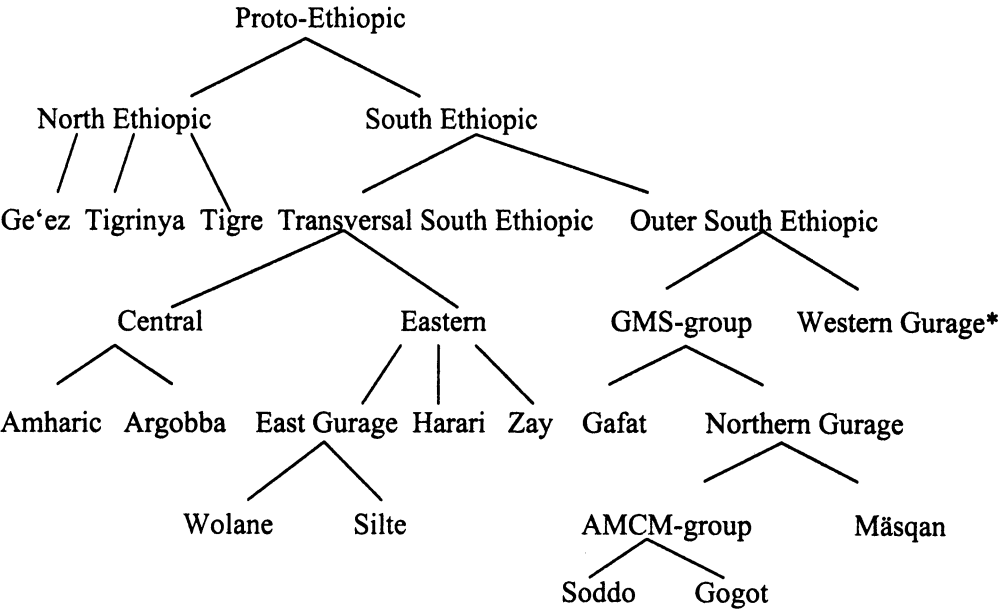 Proto-Ethiopic
North Ethiopic South Ethiopic
Ge‘ez Tigrinya Tigre Transversal South Ethiopic Outer South Ethiopic
Central Eastern GMS-group Western Gurage*
Amharic Argobba East Gurage Harari Zay Gafat Northern Gurage
Wolane Silte AMCM-group Mäsqan
Soddo Gogot